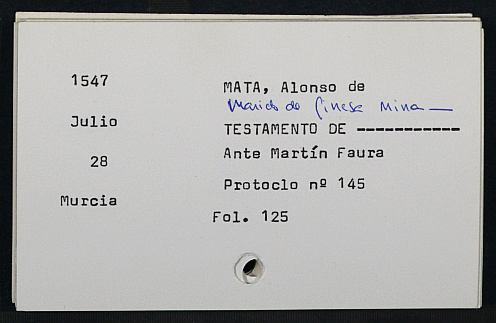 1547
Julio
28
Murcia
MATA, Alonso de
Marido de Ginesa Mina —
TESTAMENTO DE -----------
Ante Martín Faura
Protoclo nº 145
Fol. 125